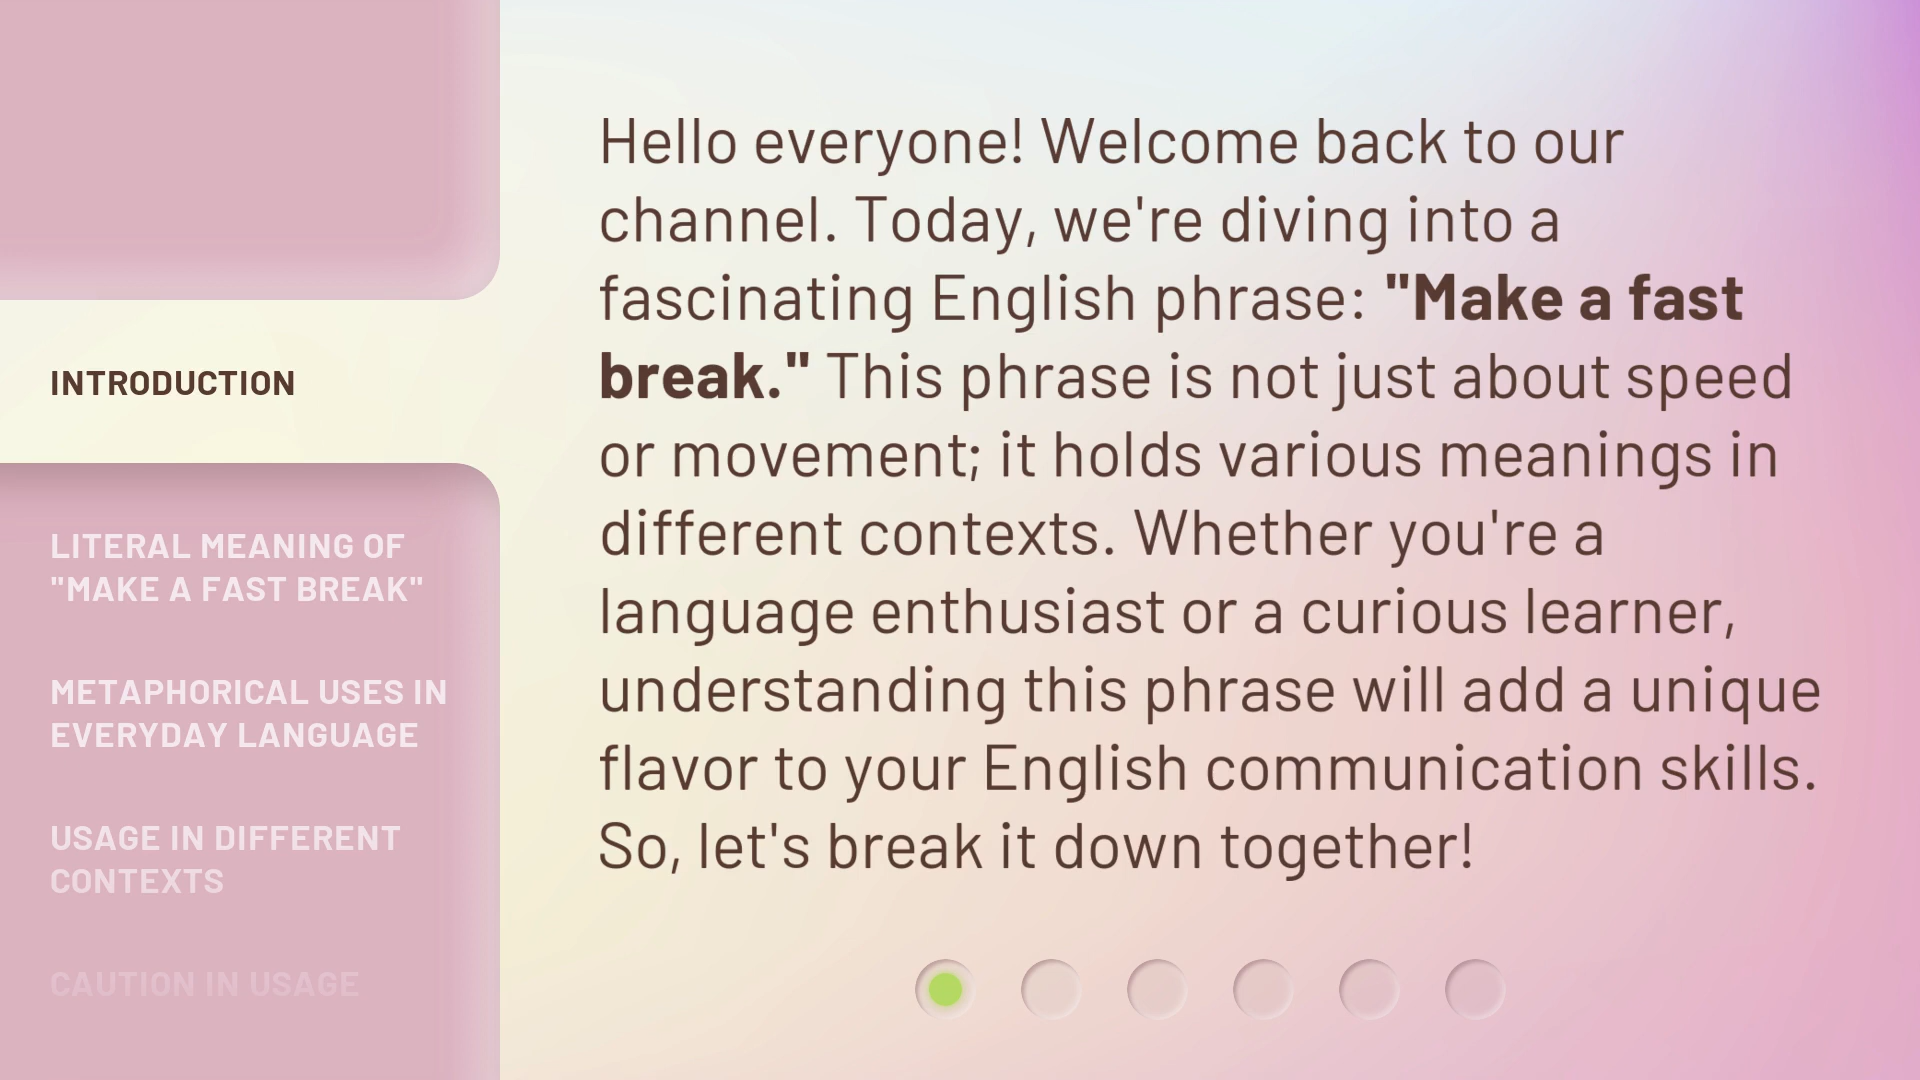 INTRODUCTION
LITERAL MEANING OF
"MAKE A FAST BREAK"
METAPHORICAL USES IN
EVERYDAY LANGUAGE
USAGE IN DIFFERENT
CONTEXTS
CAUTION IN USAGE
Hello everyone! Welcome back to our
channel. Today, we're diving into a
fascinating English phrase: "Make a fast
break." This phrase is not just about speed
or movement; it holds various meanings in
different contexts. Whether you're a
language enthusiast or a curious learner,
understanding this phrase will add a unique
flavor to your English communication skills.
So, let's break it down together!